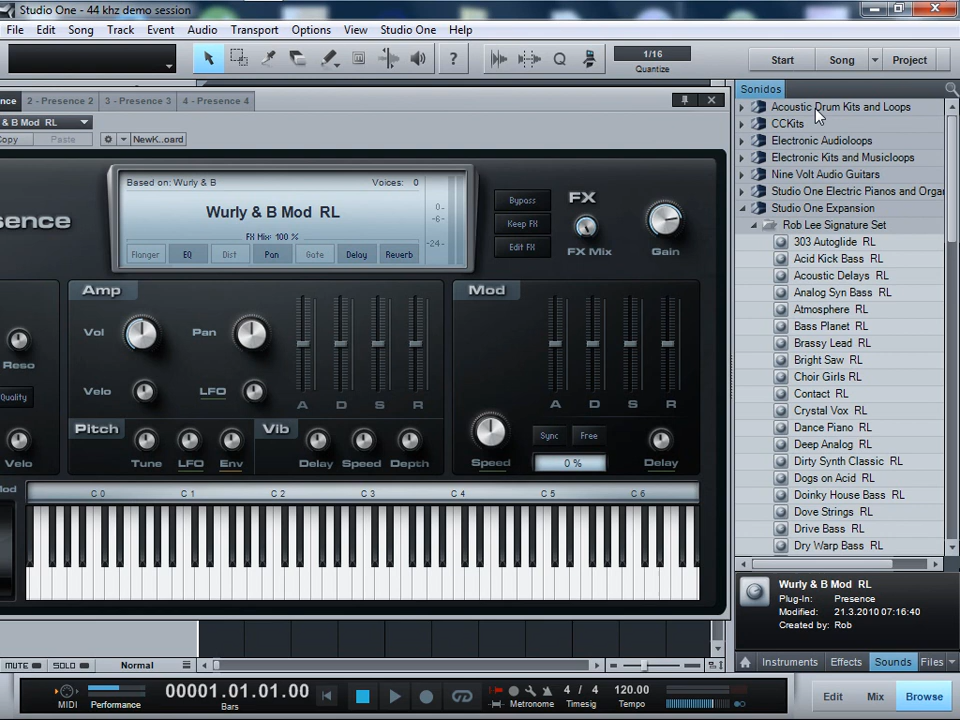 Studio One - 44 khz demo session
File Edit Song Track Event Audio Transport Options View Studio One Help
1/16
Quantize
Start Song Project
nce 2 - Presence 2 3 - Presence 3 4 - Presence 4
& B Mod RL
Copy Paste NewK...oard
Based on: Wurly & B Voices: 0
Wurly & B Mod RL
FX Mix: 100 %
Flanger EQ Dist Pan Gate Delay Reverb
0-
-6-
-24-
Bypass
Keep FX
Edit FX
FX
FX Mix
Gain
sence
Amp
Vol Pan
Velo LFO
A D S R
Reso
Quality
Velo
Pitch
Tune LFO Env
Vib
Delay Speed Depth
Mod
A D S R
Speed
Sync Free
0 %
Delay
Mod
C 0 C 1 C 2 C 3 C 4 C 5 C 6
Sonidos
Acoustic Drum Kits and Loops
CCKits
Electronic Audioloops
Electronic Kits and Musicloops
Nine Volt Audio Guitars
Studio One Electric Pianos and Organ
Studio One Expansion
Rob Lee Signature Set
303 Autoglide RL
Acid Kick Bass RL
Acoustic Delays RL
Analog Syn Bass RL
Atmosphere RL
Bass Planet RL
Brassy Lead RL
Bright Saw RL
Choir Girls RL
Contact RL
Crystal Vox RL
Dance Piano RL
Deep Analog RL
Dirty Synth Classic RL
Dogs on Acid RL
Doinky House Bass RL
Dove Strings RL
Drive Bass RL
Dry Warp Bass RL
Wurly & B Mod RL
Plug-In: Presence
Modified: 21.3.2010 07:16:40
Created by: Rob
Instruments Effects Sounds Files
MUTE SOLO Normal
MIDI Performance
00001.01.01.00
Bars
Metronome
4 / 4
Timesig
120.00
Tempo
Edit Mix Browse